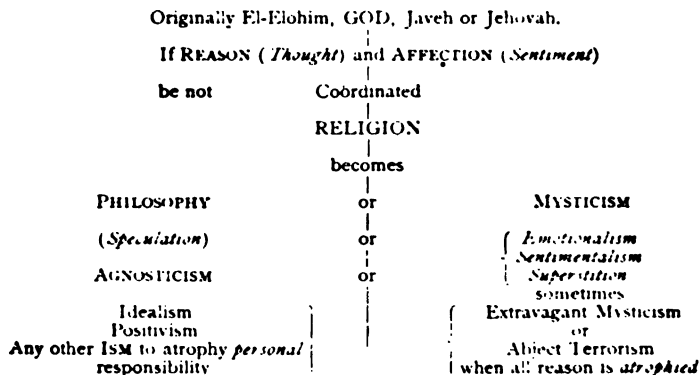 Originally El-Elohim, GOD, Javeh or Jehovah.
If REASON (Thought) and AFFECTION (Sentiment)
be not Coördinated
RELIGION
becomes
PHILOSOPHY or MYSTICISM
(Speculation) or Emotionalism
Sentimentalism
AGNOSTICISM or Superstition
sometimes
Idealism Extravagant Mysticism
Positivism or
Any other ISM to atrophy personal Abject Terrorism
responsibility when all reason is atrophied